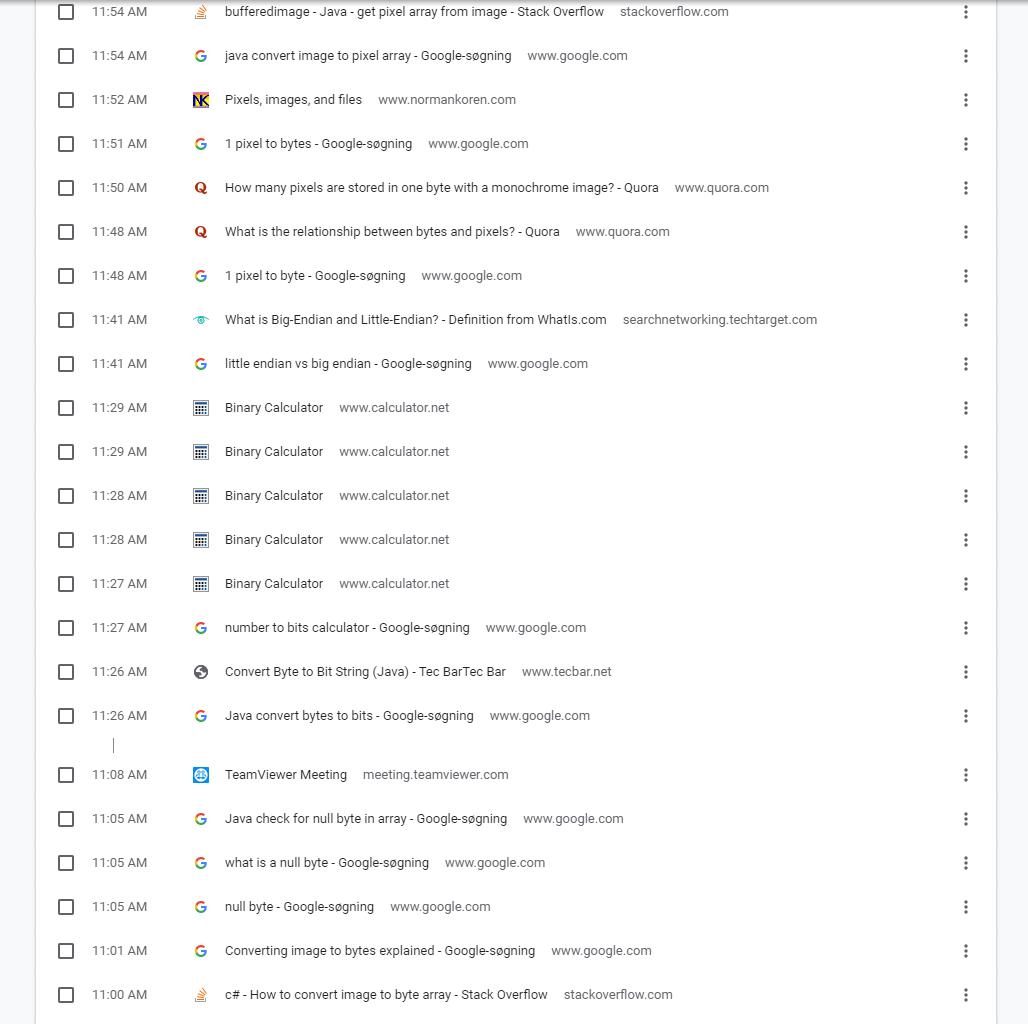 11:54 AM bufferedimage - Java - get pixel array from image - Stack Overflow stackoverflow.com
11:54 AM java convert image to pixel array - Google-søgning www.google.com
11:52 AM NK Pixels, images, and files www.normankoren.com
11:51 AM 1 pixel to bytes - Google-søgning www.google.com
11:50 AM How many pixels are stored in one byte with a monochrome image? - Quora www.quora.com
11:48 AM What is the relationship between bytes and pixels? - Quora www.quora.com
11:48 AM 1 pixel to byte - Google-søgning www.google.com
11:41 AM What is Big-Endian and Little-Endian? - Definition from WhatIs.com searchnetworking.techtarget.com
11:41 AM little endian vs big endian - Google-søgning www.google.com
11:29 AM Binary Calculator www.calculator.net
11:29 AM Binary Calculator www.calculator.net
11:28 AM Binary Calculator www.calculator.net
11:28 AM Binary Calculator www.calculator.net
11:27 AM Binary Calculator www.calculator.net
11:27 AM number to bits calculator - Google-søgning www.google.com
11:26 AM Convert Byte to Bit String (Java) - Tec BarTec Bar www.tecbar.net
11:26 AM Java convert bytes to bits - Google-søgning www.google.com
11:08 AM TeamViewer Meeting meeting.teamviewer.com
11:05 AM Java check for null byte in array - Google-søgning www.google.com
11:05 AM what is a null byte - Google-søgning www.google.com
11:05 AM null byte - Google-søgning www.google.com
11:01 AM Converting image to bytes explained - Google-søgning www.google.com
11:00 AM c# - How to convert image to byte array - Stack Overflow stackoverflow.com